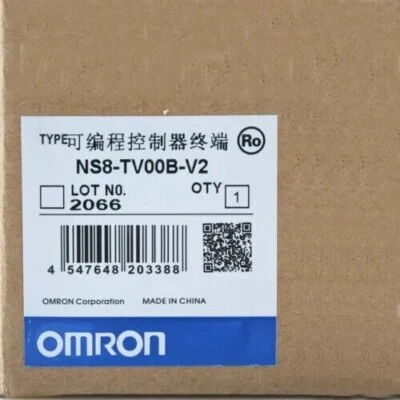 TYPE可编程控制器终端 Ro
NS8-TV00B-V2
LOT NO. QTY
2066 1
4 547648 203388
OMRON Corporation MADE IN CHINA
OMRON